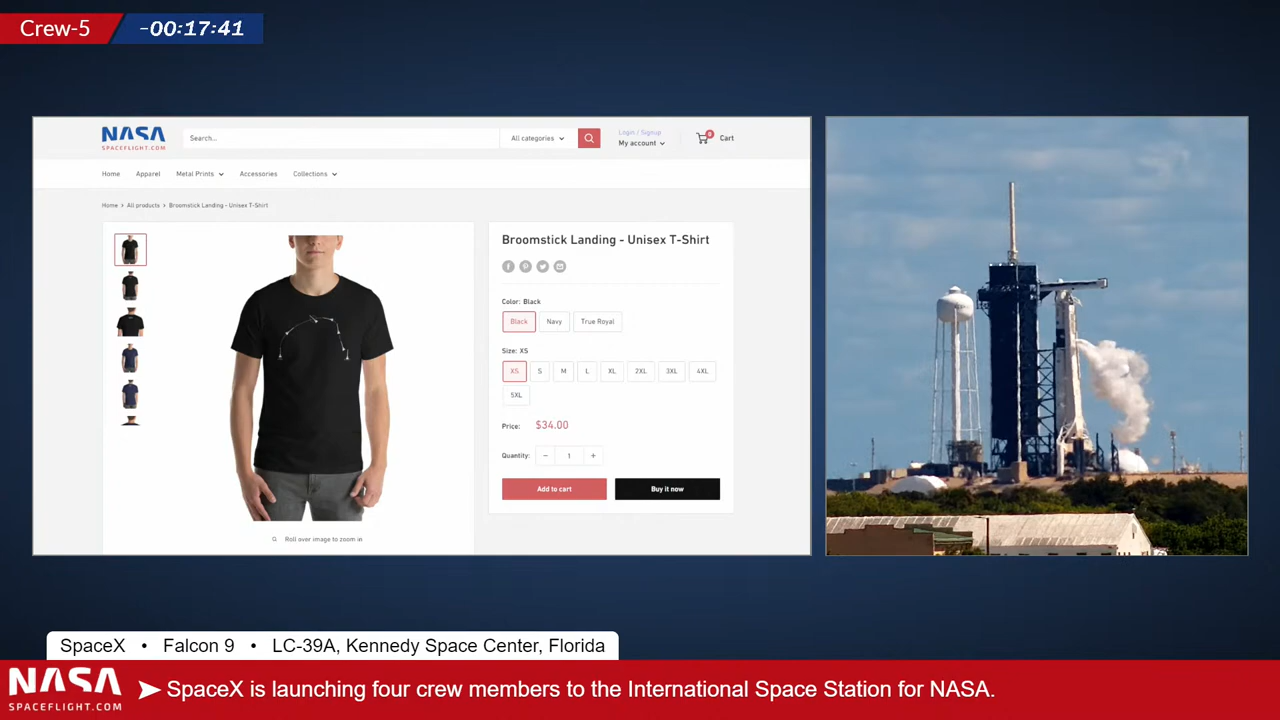 Crew-5
-00:17:41
NASA
SPACEFLIGHT.COM
Search...
All categories
Login / Signup
My account
0
Cart
Home
Apparel
Metal Prints
Accessories
Collections
Home > All products > Broomstick Landing - Unisex T-Shirt
Broomstick Landing - Unisex T-Shirt
Color: Black
Black
Navy
True Royal
Size: XS
XS
S
M
L
XL
2XL
3XL
4XL
5XL
Price: $34.00
Quantity: − 1 +
Add to cart
Buy it now
Roll over image to zoom in
SpaceX • Falcon 9 • LC-39A, Kennedy Space Center, Florida
NASA
SPACEFLIGHT.COM
➤ SpaceX is launching four crew members to the International Space Station for NASA.